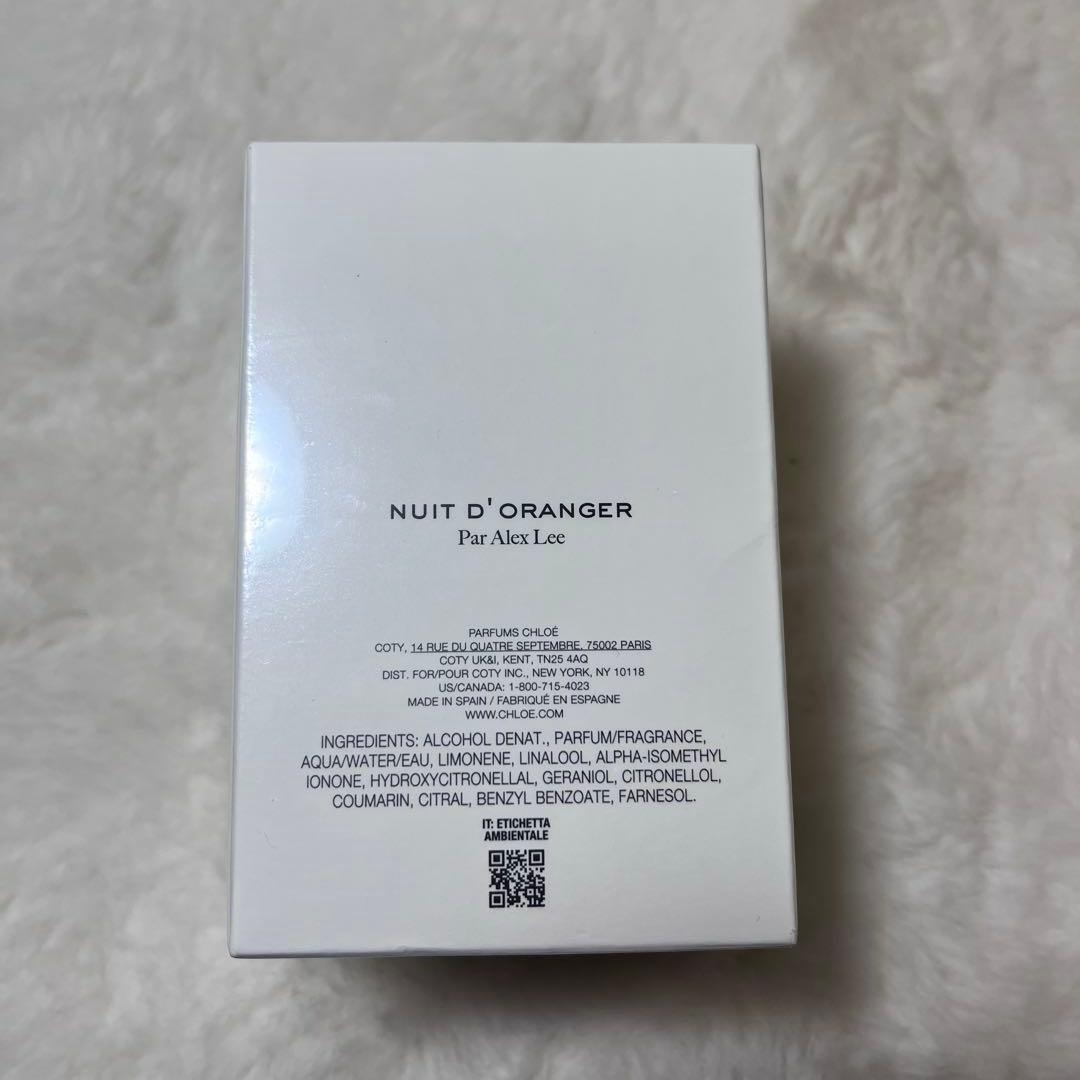 NUIT D'ORANGER
Par Alex Lee
PARFUMS CHLOÉ
COTY, 14 RUE DU QUATRE SEPTEMBRE, 75002 PARIS
COTY UK&I, KENT, TN25 4AQ
DIST. FOR/POUR COTY INC., NEW YORK, NY 10118
US/CANADA: 1-800-715-4023
MADE IN SPAIN / FABRIQUÉ EN ESPAGNE
WWW.CHLOE.COM
INGREDIENTS: ALCOHOL DENAT., PARFUM/FRAGRANCE,
AQUA/WATER/EAU, LIMONENE, LINALOOL, ALPHA-ISOMETHYL
IONONE, HYDROXYCITRONELLAL, GERANIOL, CITRONELLOL,
COUMARIN, CITRAL, BENZYL BENZOATE, FARNESOL.
IT: ETICHETTA
AMBIENTALE